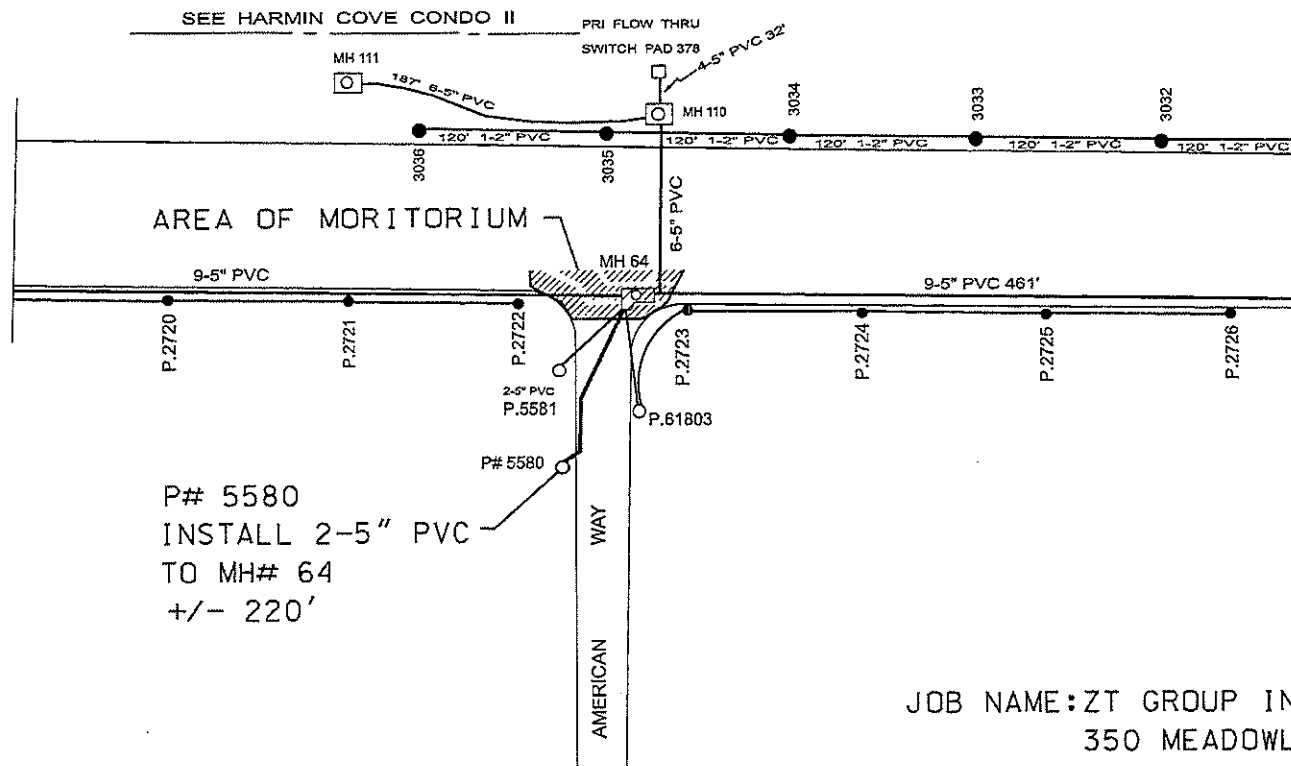 SEE HARMIN COVE CONDO II
PRI FLOW THRU
SWITCH PAD 378
4-5" PVC 32'
MH 111
187' 6-5" PVC
MH 110
3036
3035
3034
3033
3032
120' 1-2" PVC
120' 1-2" PVC
120' 1-2" PVC
120' 1-2" PVC
120' 1-2" PVC
6-5" PVC
AREA OF MORITORIUM
MH 64
9-5" PVC
9-5" PVC 461'
P.2720
P.2721
P.2722
P.2723
P.2724
P.2725
P.2726
2-5" PVC
P.5581
P.61803
P# 5580
P# 5580
INSTALL 2-5" PVC
TO MH# 64
+/- 220'
AMERICAN WAY
JOB NAME: ZT GROUP IN
350 MEADOWL